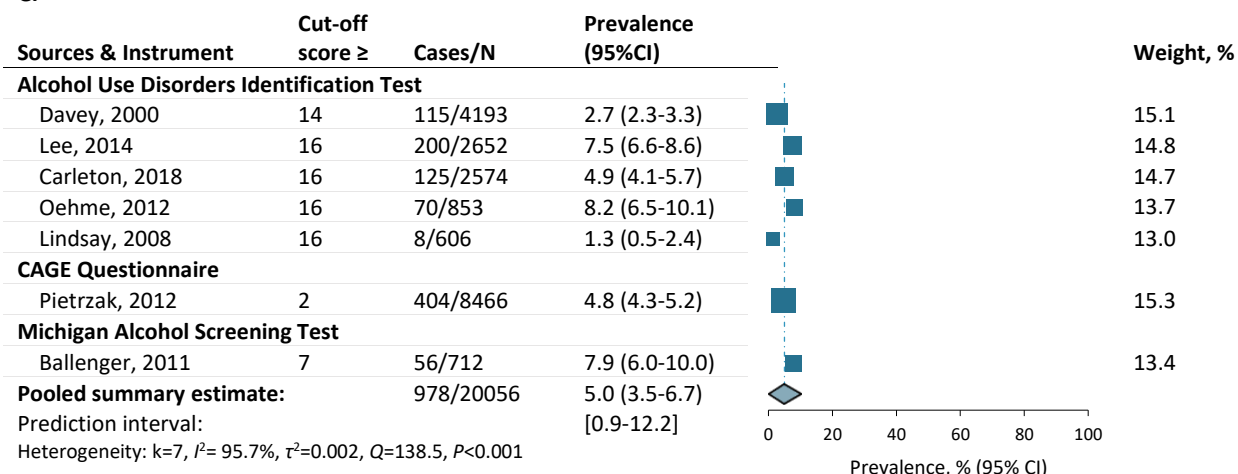 Cut-off Prevalence
Sources & Instrument score ≥ Cases/N (95%CI) Weight, %
Alcohol Use Disorders Identification Test
Davey, 2000 14 115/4193 2.7 (2.3-3.3) 15.1
Lee, 2014 16 200/2652 7.5 (6.6-8.6) 14.8
Carleton, 2018 16 125/2574 4.9 (4.1-5.7) 14.7
Oehme, 2012 16 70/853 8.2 (6.5-10.1) 13.7
Lindsay, 2008 16 8/606 1.3 (0.5-2.4) 13.0
CAGE Questionnaire
Pietrzak, 2012 2 404/8466 4.8 (4.3-5.2) 15.3
Michigan Alcohol Screening Test
Ballenger, 2011 7 56/712 7.9 (6.0-10.0) 13.4
Pooled summary estimate: 978/20056 5.0 (3.5-6.7)
Prediction interval: [0.9-12.2]
0 20 40 60 80 100
Heterogeneity: k=7, I²= 95.7%, τ²=0.002, Q=138.5, P<0.001
Prevalence, % (95% CI)